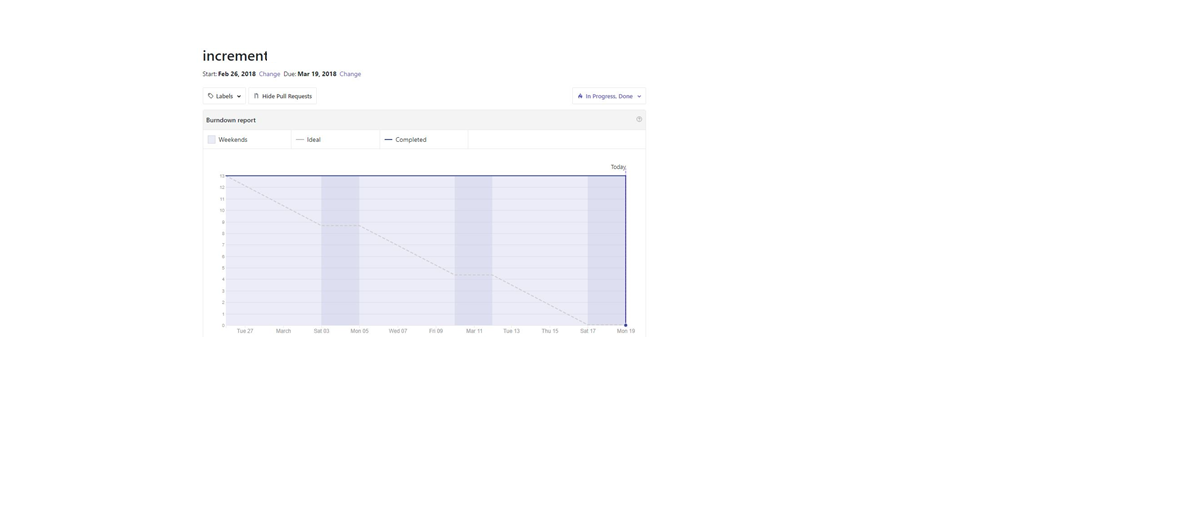 increment
Start: Feb 26, 2018 Change Due: Mar 19, 2018 Change
Labels Hide Pull Requests In Progress, Done
Burndown report
Weekends Ideal Completed
Today
10
11
10
9
8
7
6
5
4
3
2
1
0
Tue 27 March Sat 03 Mon 05 Wed 07 Fri 09 Mar 11 Tue 13 Thu 15 Sat 17 Mon 19